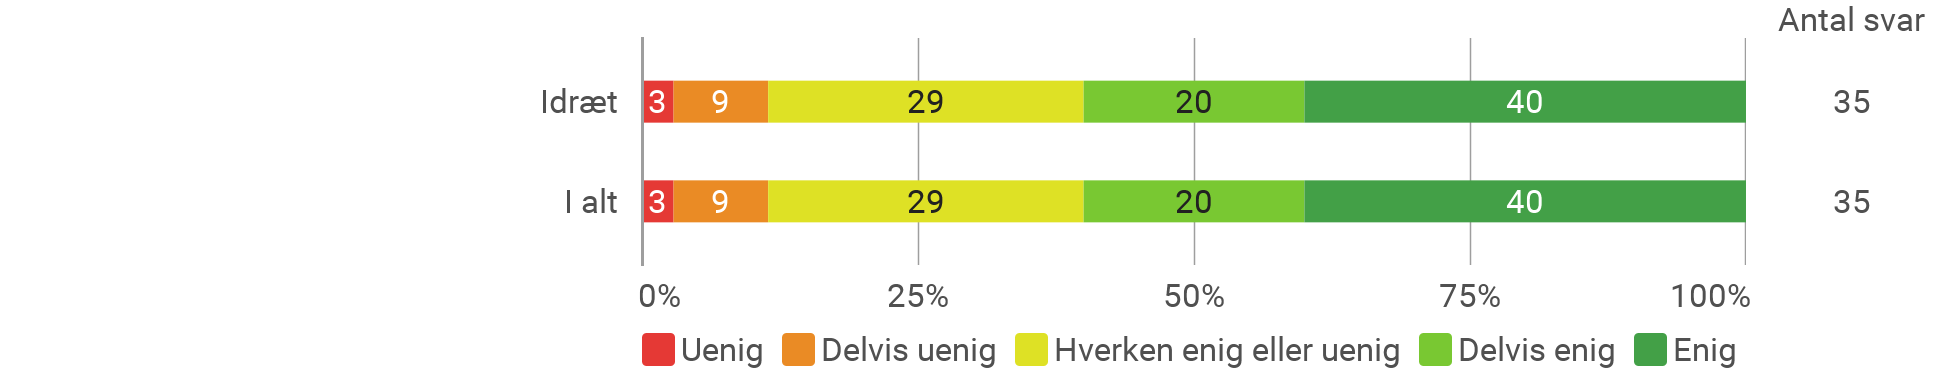 Antal svar
Idræt 3 9 29 20 40 35
I alt 3 9 29 20 40 35
0% 25% 50% 75% 100%
Uenig Delvis uenig Hverken enig eller uenig Delvis enig Enig